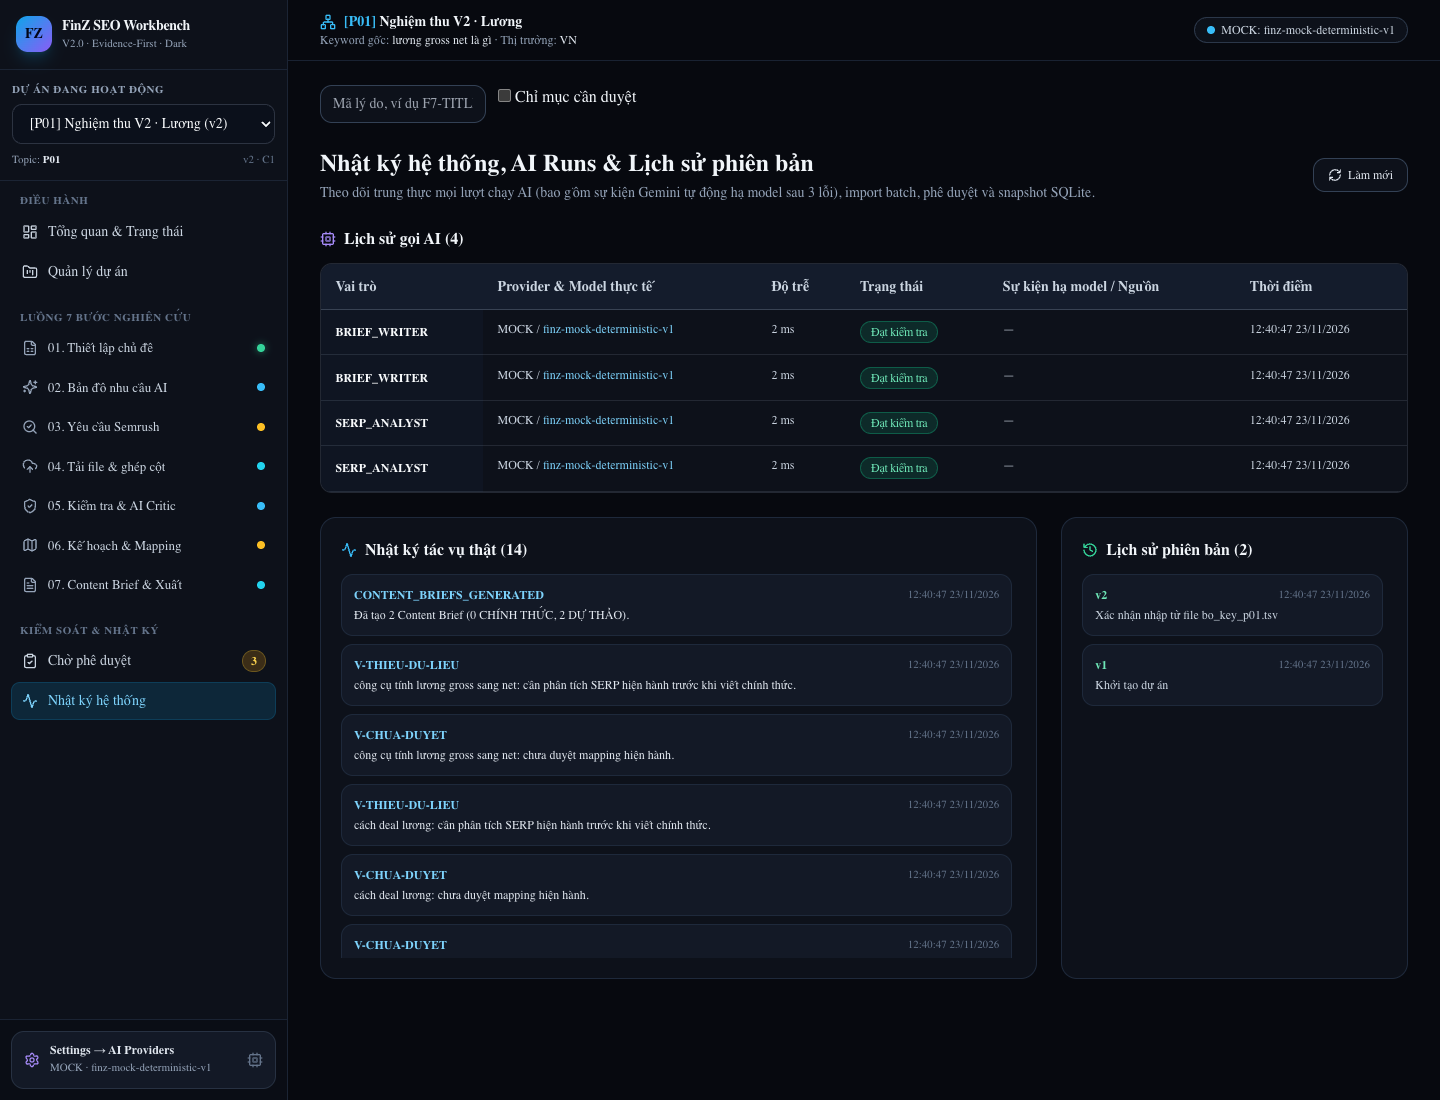 FZ
FinZ SEO Workbench
V2.0 · Evidence-First · Dark
DỰ ÁN ĐANG HOẠT ĐỘNG
[P01] Nghiệm thu V2 · Lương (v2)
Topic: P01
v2 · C1
ĐIỀU HÀNH
Tổng quan & Trạng thái
Quản lý dự án
LUỒNG 7 BƯỚC NGHIÊN CỨU
01. Thiết lập chủ đề
02. Bản đồ nhu cầu AI
03. Yêu cầu Semrush
04. Tải file & ghép cột
05. Kiểm tra & AI Critic
06. Kế hoạch & Mapping
07. Content Brief & Xuất
KIỂM SOÁT & NHẬT KÝ
Chờ phê duyệt
3
Nhật ký hệ thống
Settings → AI Providers
MOCK · finz-mock-deterministic-v1
[P01] Nghiệm thu V2 · Lương
Keyword gốc: lương gross net là gì · Thị trường: VN
MOCK: finz-mock-deterministic-v1
Mã lý do, ví dụ F7-TITL
Chỉ mục cần duyệt
Nhật ký hệ thống, AI Runs & Lịch sử phiên bản
Theo dõi trung thực mọi lượt chạy AI (bao gồm sự kiện Gemini tự động hạ model sau 3 lỗi), import batch, phê duyệt và snapshot SQLite.
Làm mới
Lịch sử gọi AI (4)
Vai trò Provider & Model thực tế Độ trễ Trạng thái Sự kiện hạ model / Nguồn Thời điểm
BRIEF_WRITER MOCK / finz-mock-deterministic-v1 2 ms Đạt kiểm tra — 12:40:47 23/11/2026
BRIEF_WRITER MOCK / finz-mock-deterministic-v1 2 ms Đạt kiểm tra — 12:40:47 23/11/2026
SERP_ANALYST MOCK / finz-mock-deterministic-v1 2 ms Đạt kiểm tra — 12:40:47 23/11/2026
SERP_ANALYST MOCK / finz-mock-deterministic-v1 2 ms Đạt kiểm tra — 12:40:47 23/11/2026
Nhật ký tác vụ thật (14)
CONTENT_BRIEFS_GENERATED 12:40:47 23/11/2026
Đã tạo 2 Content Brief (0 CHÍNH THỨC, 2 DỰ THẢO).
V-THIEU-DU-LIEU 12:40:47 23/11/2026
công cụ tính lương gross sang net: cần phân tích SERP hiện hành trước khi viết chính thức.
V-CHUA-DUYET 12:40:47 23/11/2026
công cụ tính lương gross sang net: chưa duyệt mapping hiện hành.
V-THIEU-DU-LIEU 12:40:47 23/11/2026
cách deal lương: cần phân tích SERP hiện hành trước khi viết chính thức.
V-CHUA-DUYET 12:40:47 23/11/2026
cách deal lương: chưa duyệt mapping hiện hành.
V-CHUA-DUYET 12:40:47 23/11/2026
Lịch sử phiên bản (2)
v2 12:40:47 23/11/2026
Xác nhận nhập từ file bo_key_p01.tsv
v1 12:40:47 23/11/2026
Khởi tạo dự án